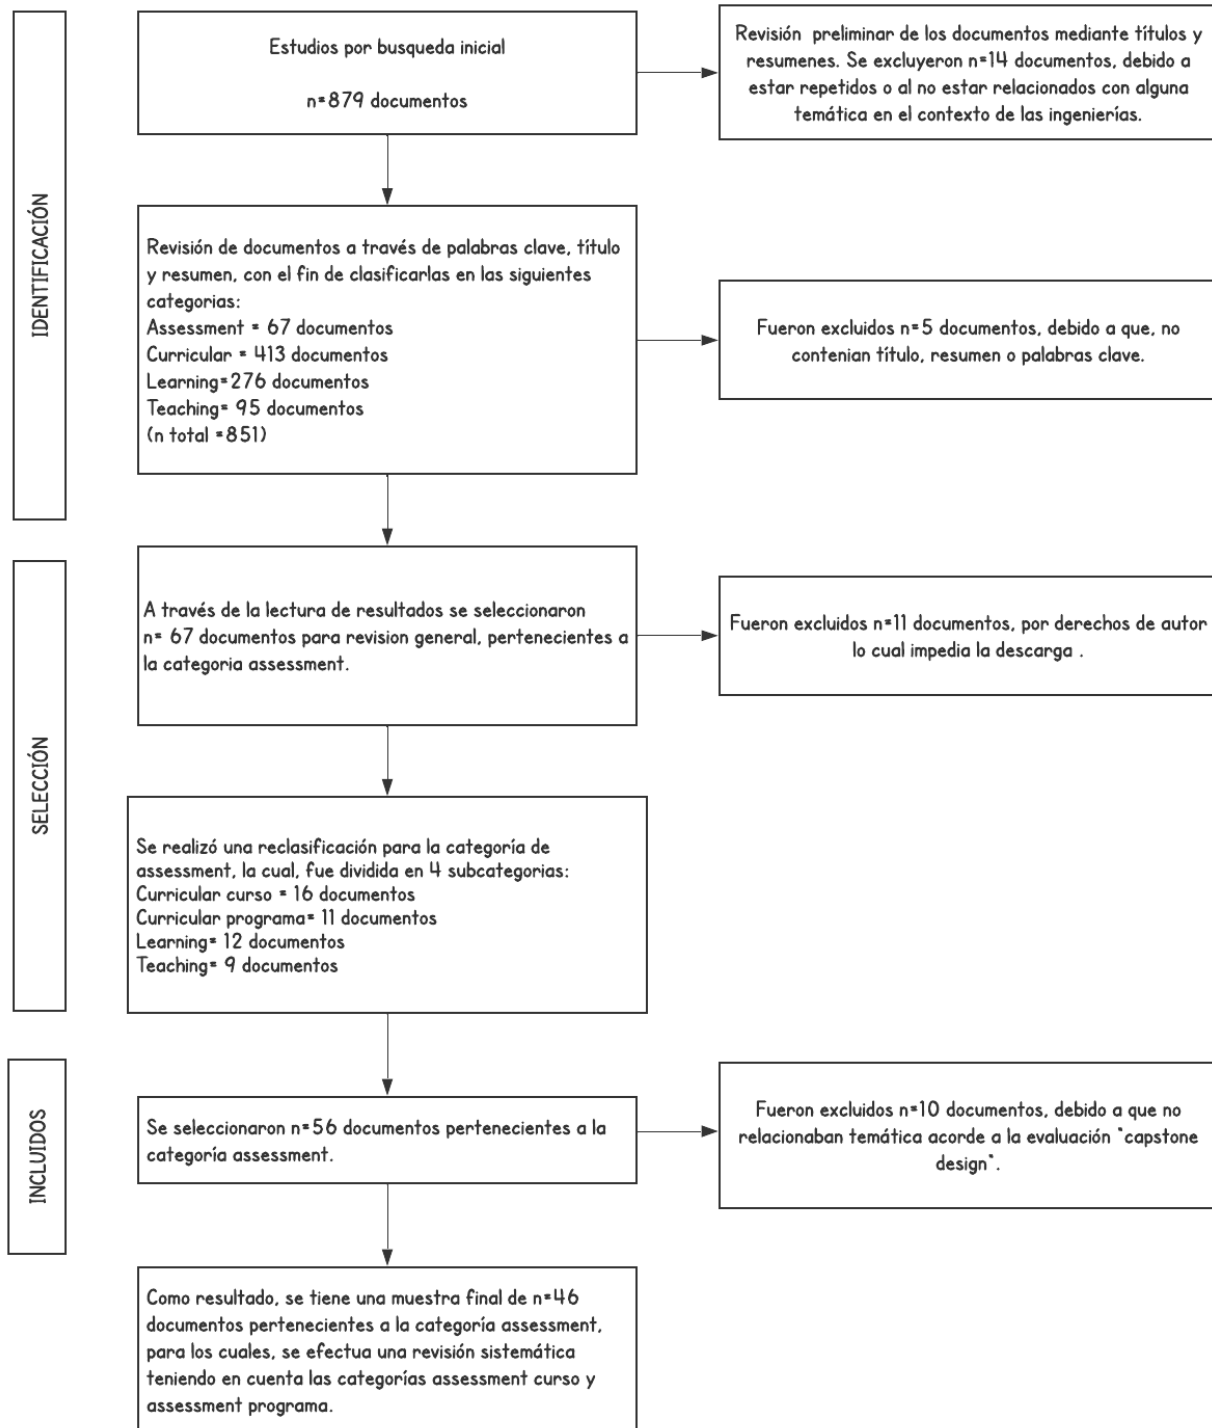 IDENTIFICACIÓN
Estudios por busqueda inicial
n=879 documentos
Revisión preliminar de los documentos mediante títulos y
resumenes. Se excluyeron n=14 documentos, debido a
estar repetidos o al no estar relacionados con alguna
temática en el contexto de las ingenierías.
Revisión de documentos a través de palabras clave, título
y resumen, con el fin de clasificarlas en las siguientes
categorias:
Assessment = 67 documentos
Curricular = 413 documentos
Learning=276 documentos
Teaching= 95 documentos
(n total =851)
Fueron excluidos n=5 documentos, debido a que, no
contenian título, resumen o palabras clave.
SELECCIÓN
A través de la lectura de resultados se seleccionaron
n= 67 documentos para revision general, pertenecientes a
la categoria assessment.
Fueron excluidos n=11 documentos, por derechos de autor
lo cual impedia la descarga .
Se realizó una reclasificación para la categoría de
assessment, la cual, fue dividida en 4 subcategorias:
Curricular curso = 16 documentos
Curricular programa= 11 documentos
Learning= 12 documentos
Teaching= 9 documentos
INCLUIDOS
Se seleccionaron n=56 documentos pertenecientes a la
categoría assessment.
Fueron excluidos n=10 documentos, debido a que no
relacionaban temática acorde a la evaluación "capstone
design".
Como resultado, se tiene una muestra final de n=46
documentos pertenecientes a la categoría assessment,
para los cuales, se efectua una revisión sistemática
teniendo en cuenta las categorías assessment curso y
assessment programa.